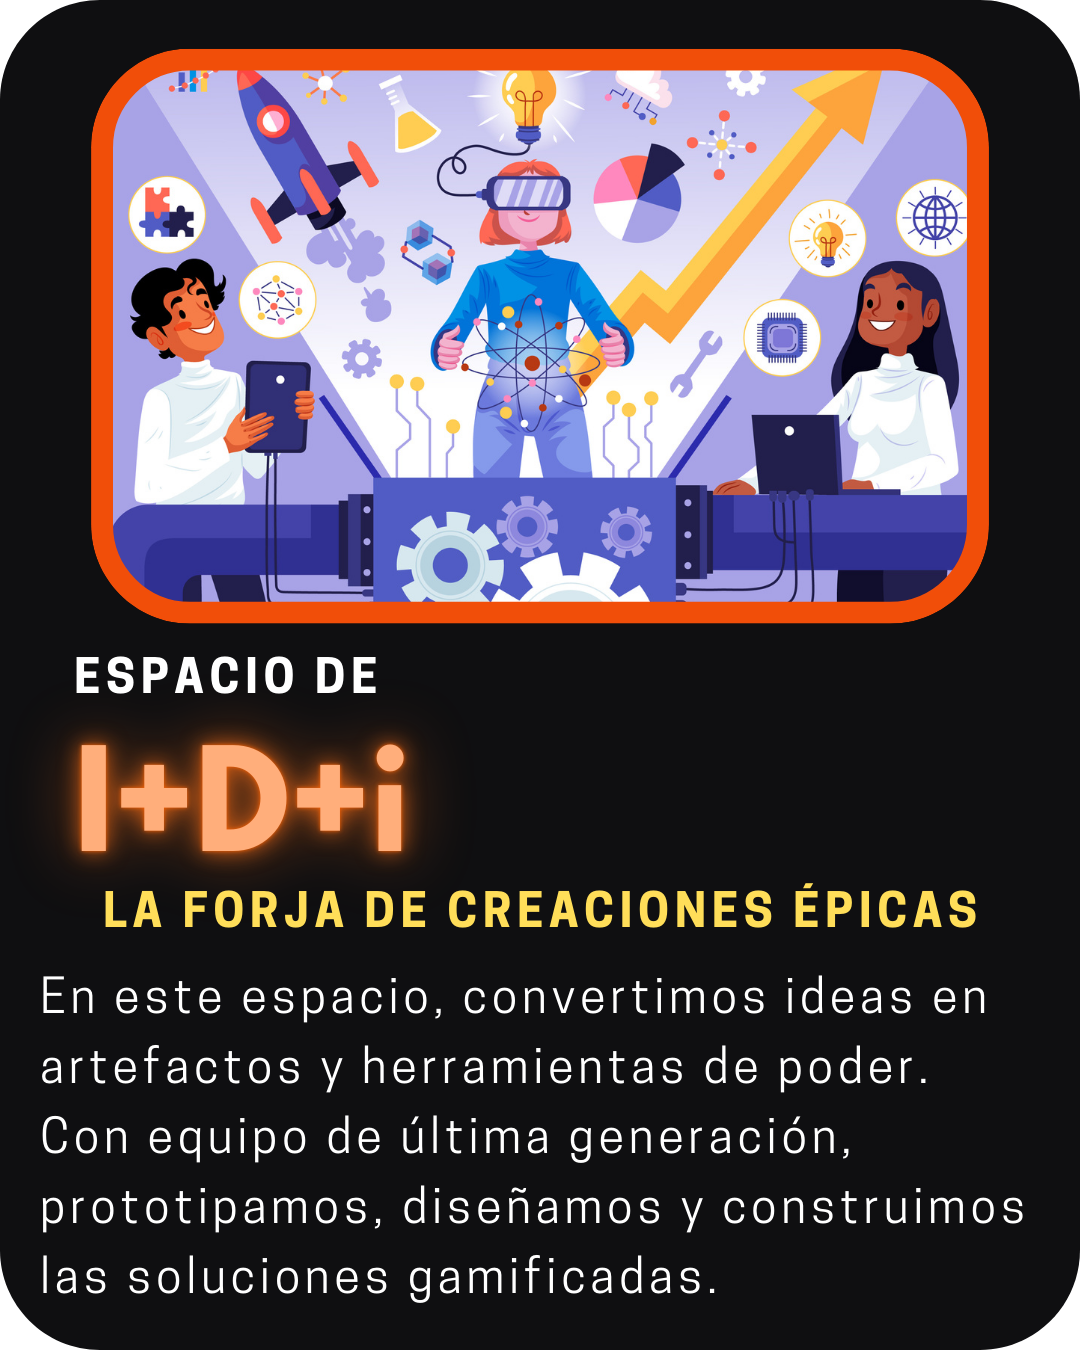 ESPACIO DE
I+D+i
LA FORJA DE CREACIONES ÉPICAS
En este espacio, convertimos ideas en
artefactos y herramientas de poder.
Con equipo de última generación,
prototipamos, diseñamos y construimos
las soluciones gamificadas.